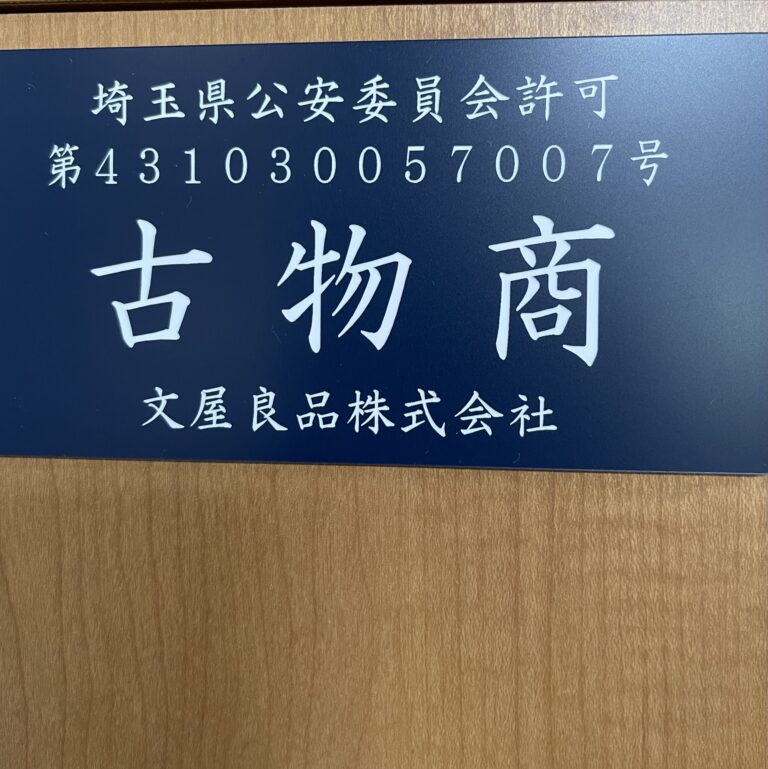 埼玉県公安委員会許可
第431030057007号
古物商
文屋良品株式会社